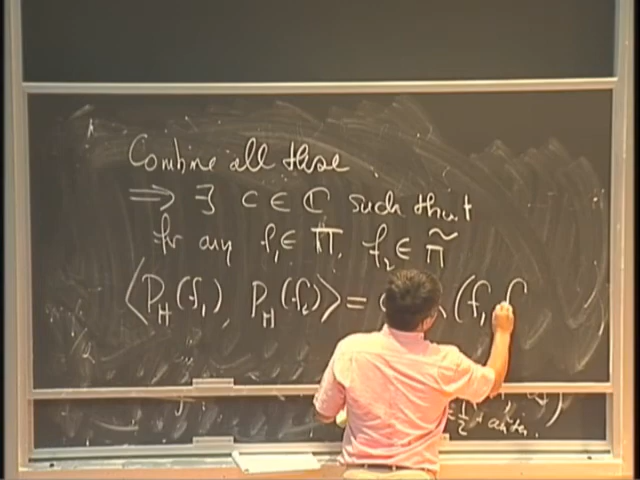 Combine all these
⟹ ∃ c ∈ ℂ such that
for any f₁ ∈ π, f₂ ∈ π̃
⟨P_H(f₁), P_H(f₂)⟩ = (f₁, f